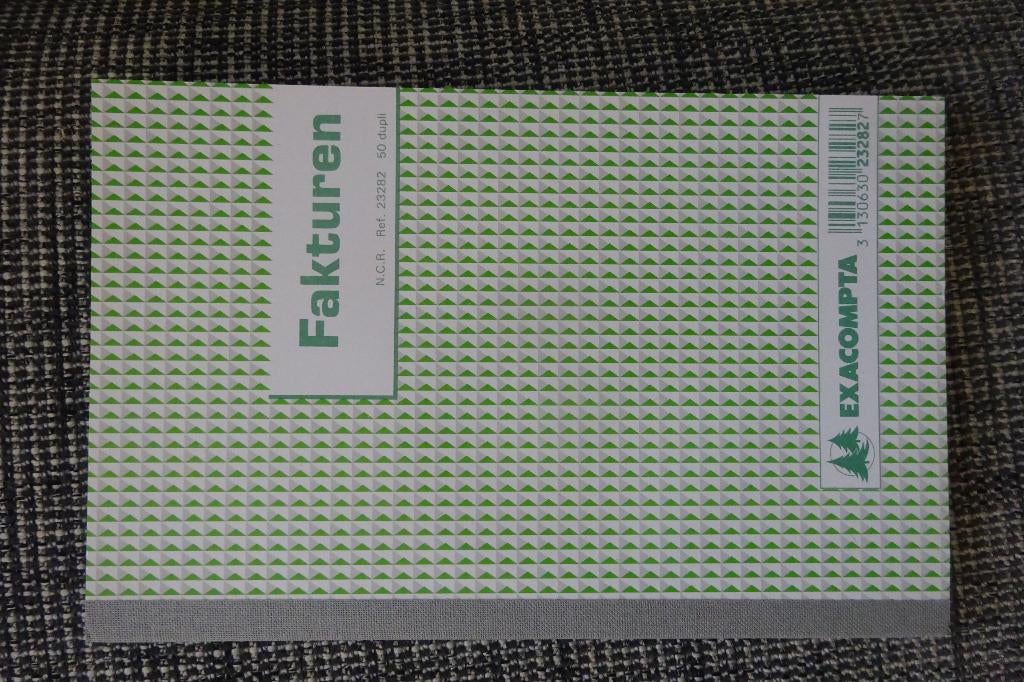 Fakturen
N.C.R. Ref. 23282 50 dupli
EXACOMPTA
3 130630 232827